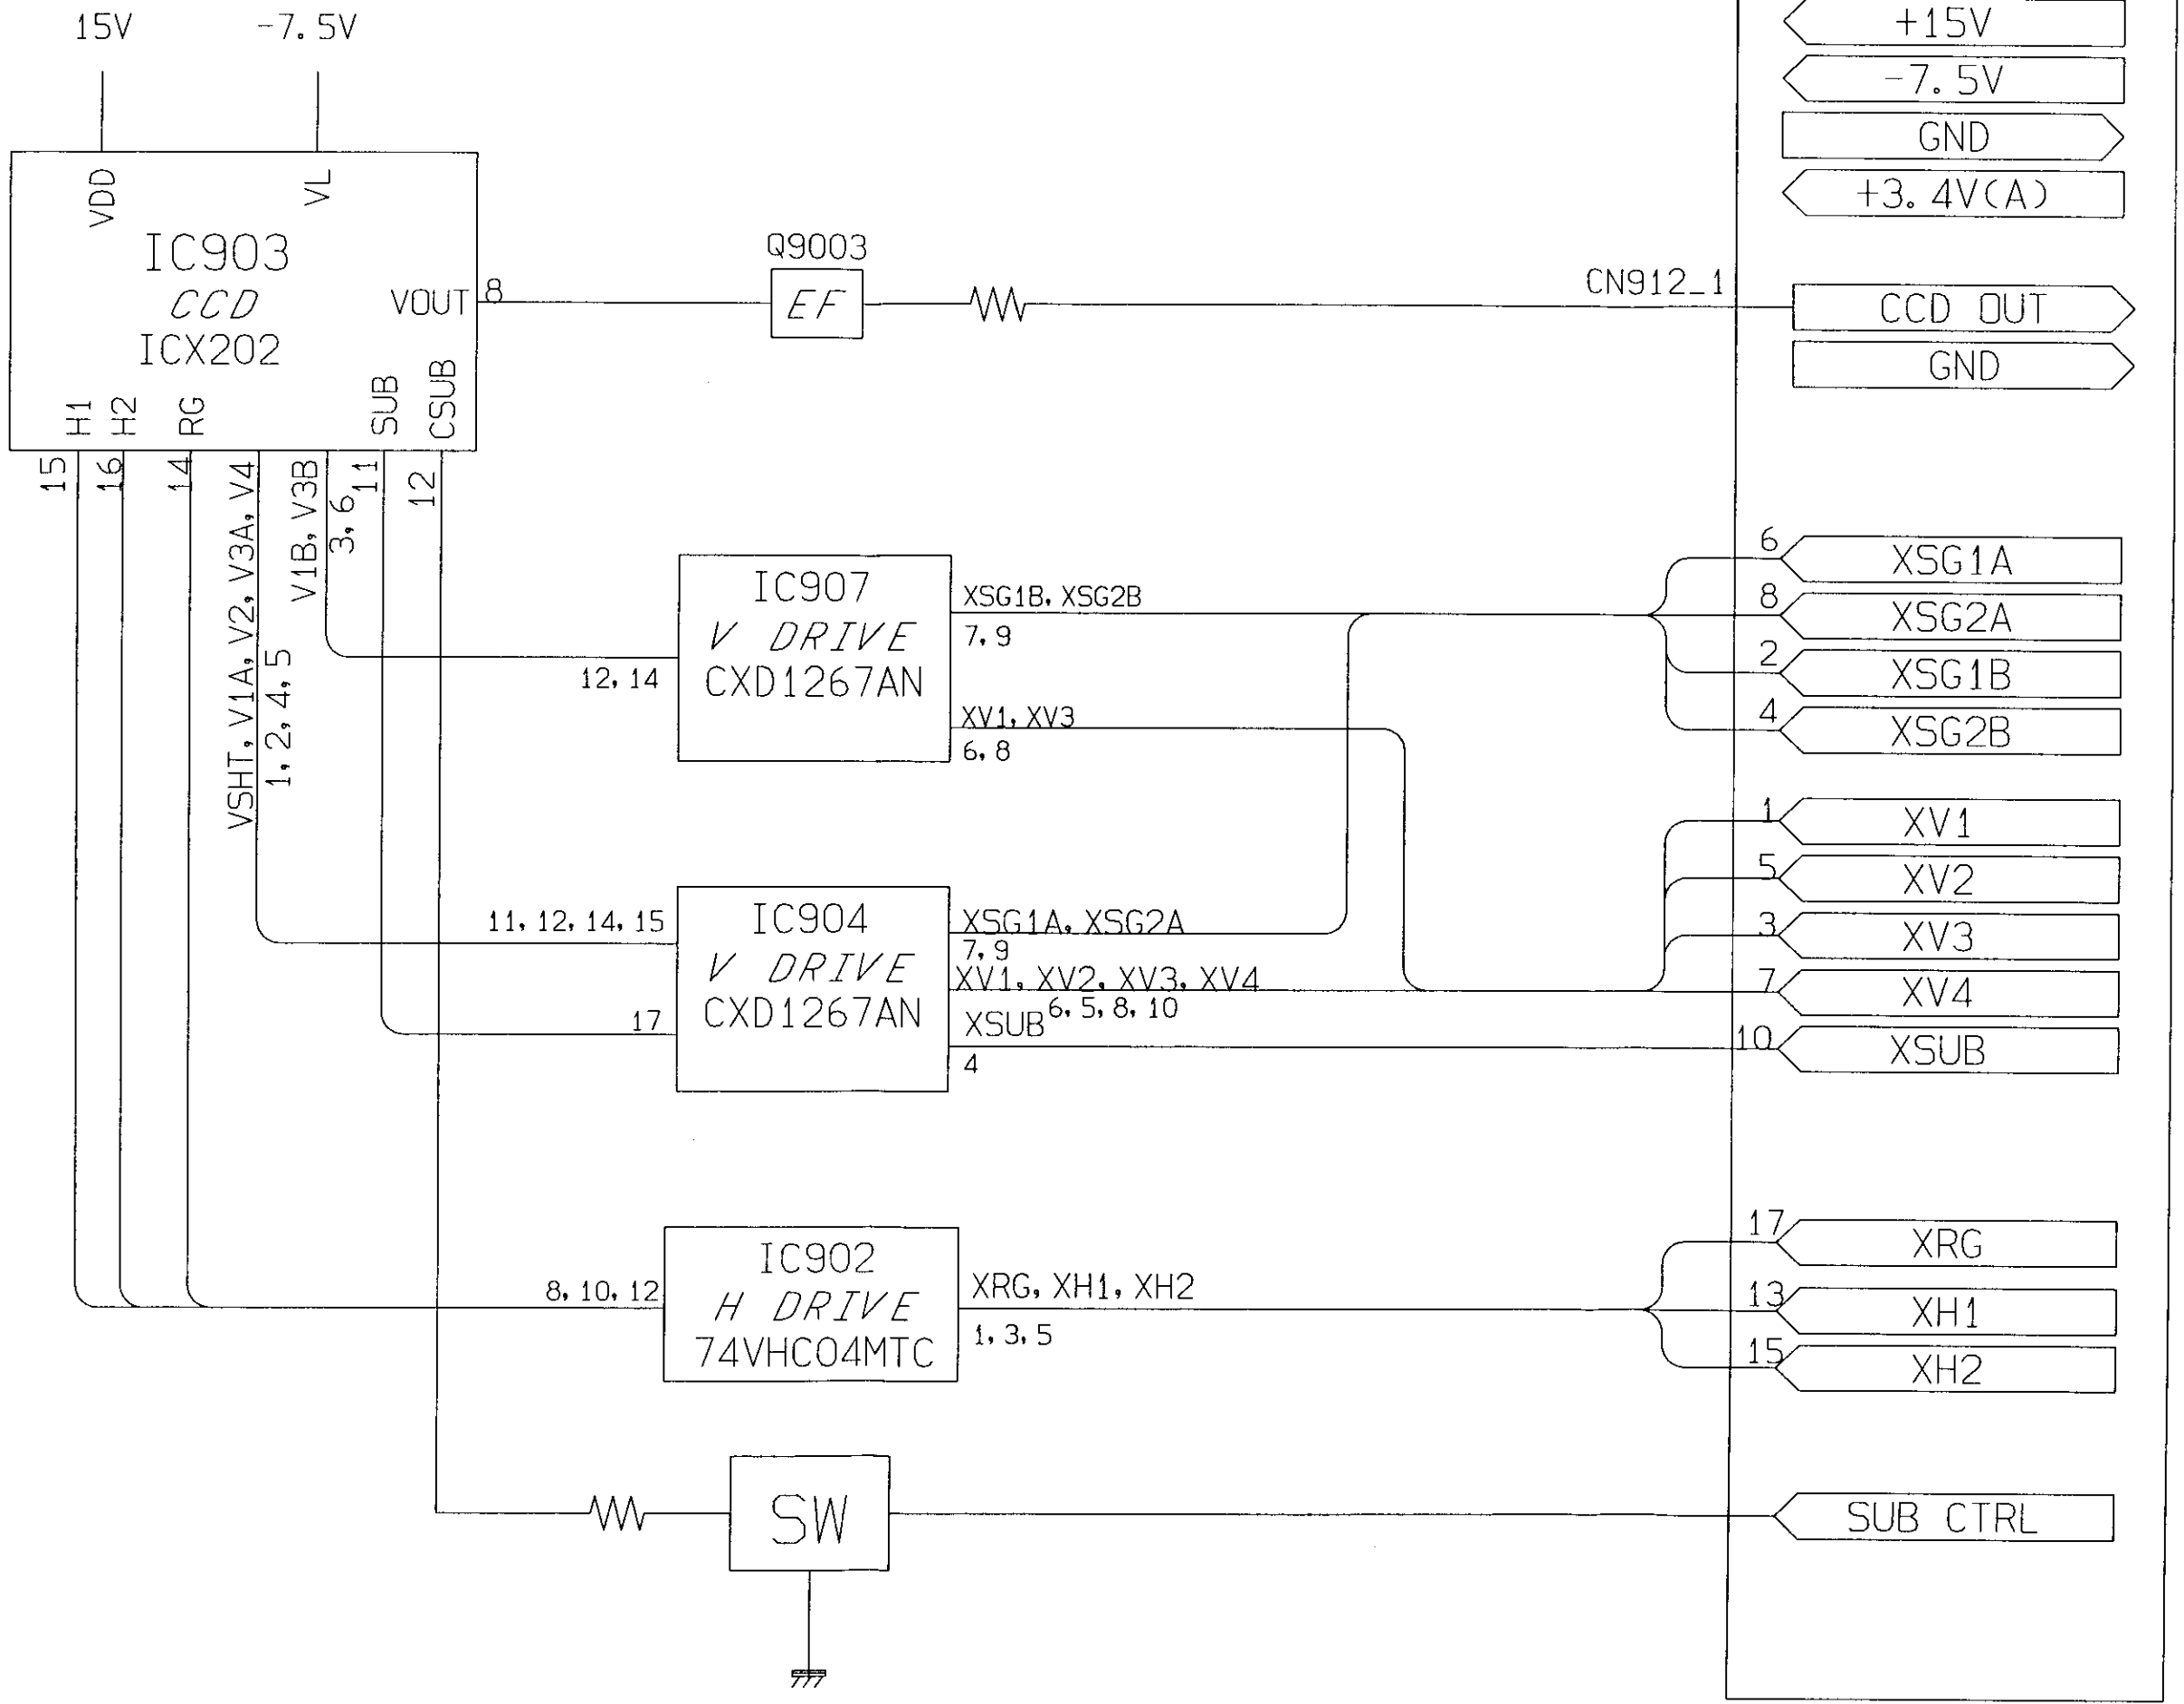 15V
-7.5V
VDD
VL
IC903
CCD
ICX202
VOUT
8
H1
H2
RG
SUB
CSUB
15
16
14
VSHT, V1A, V2, V3A, V4
1, 2, 4, 5
V1B, V3B
3, 6
11
12
Q9003
EF
CN912_1
+15V
-7.5V
GND
+3.4V(A)
CCD OUT
GND
IC907
V DRIVE
CXD1267AN
12, 14
XSG1B, XSG2B
7, 9
XV1, XV3
6, 8
6
XSG1A
8
XSG2A
2
XSG1B
4
XSG2B
IC904
V DRIVE
CXD1267AN
11, 12, 14, 15
17
XSG1A, XSG2A
7, 9
XV1, XV2, XV3, XV4
6, 5, 8, 10
XSUB
4
1
XV1
5
XV2
3
XV3
7
XV4
10
XSUB
IC902
H DRIVE
74VHC04MTC
8, 10, 12
XRG, XH1, XH2
1, 3, 5
17
XRG
13
XH1
15
XH2
SW
SUB CTRL